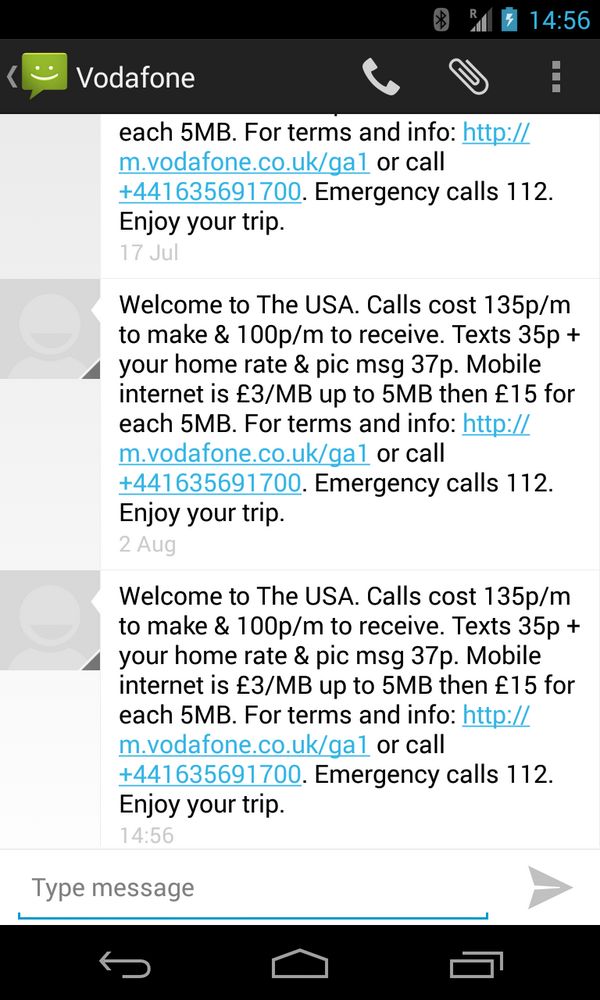 R
14:56
Vodafone
each 5MB. For terms and info: http://
m.vodafone.co.uk/ga1 or call
+441635691700. Emergency calls 112.
Enjoy your trip.
17 Jul
Welcome to The USA. Calls cost 135p/m
to make & 100p/m to receive. Texts 35p +
your home rate & pic msg 37p. Mobile
internet is £3/MB up to 5MB then £15 for
each 5MB. For terms and info: http://
m.vodafone.co.uk/ga1 or call
+441635691700. Emergency calls 112.
Enjoy your trip.
2 Aug
Welcome to The USA. Calls cost 135p/m
to make & 100p/m to receive. Texts 35p +
your home rate & pic msg 37p. Mobile
internet is £3/MB up to 5MB then £15 for
each 5MB. For terms and info: http://
m.vodafone.co.uk/ga1 or call
+441635691700. Emergency calls 112.
Enjoy your trip.
14:56
Type message